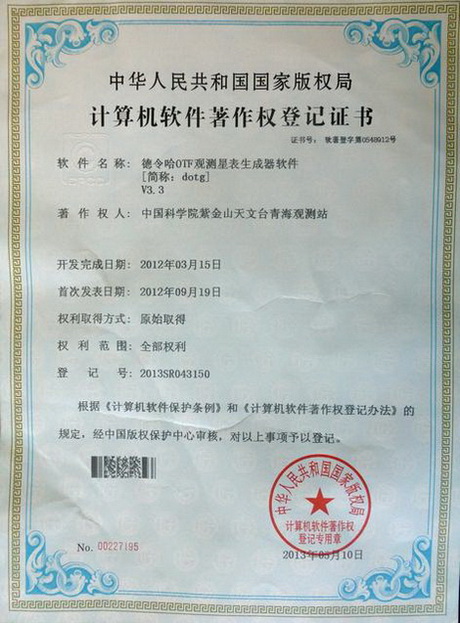 中华人民共和国国家版权局
计算机软件著作权登记证书
证书号： 软著登字第0548912号
软件名称： 德令哈OTF观测星表生成器软件
[简称：dotg]
V3.3
著作权人： 中国科学院紫金山天文台青海观测站
开发完成日期： 2012年03月15日
首次发表日期： 2012年09月19日
权利取得方式： 原始取得
权利范围： 全部权利
登记号： 2013SR043150
根据《计算机软件保护条例》和《计算机软件著作权登记办法》的
规定，经中国版权保护中心审核，对以上事项予以登记。
中华人民共和国国家版权局
计算机软件著作权
登记专用章
No. 00227195
2013年05月10日